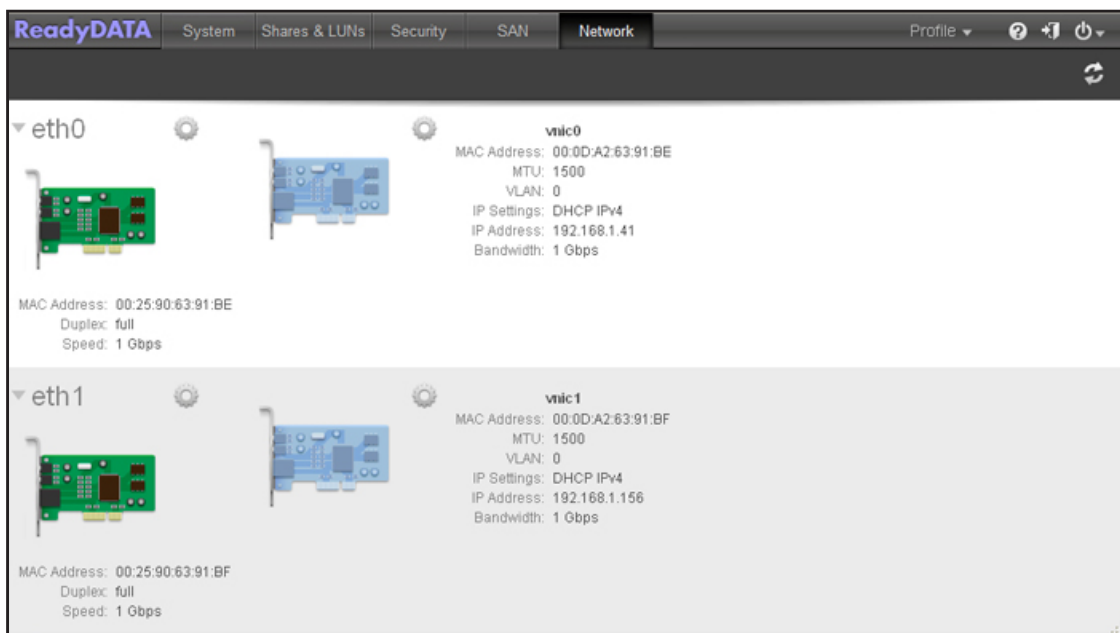 ReadyDATA System Shares & LUNs Security SAN Network Profile
eth0
MAC Address: 00:25:90:63:91:BE
Duplex: full
Speed: 1 Gbps
vnic0
MAC Address: 00:0D:A2:63:91:BE
MTU: 1500
VLAN: 0
IP Settings: DHCP IPv4
IP Address: 192.168.1.41
Bandwidth: 1 Gbps
eth1
MAC Address: 00:25:90:63:91:BF
Duplex: full
Speed: 1 Gbps
vnic1
MAC Address: 00:0D:A2:63:91:BF
MTU: 1500
VLAN: 0
IP Settings: DHCP IPv4
IP Address: 192.168.1.156
Bandwidth: 1 Gbps